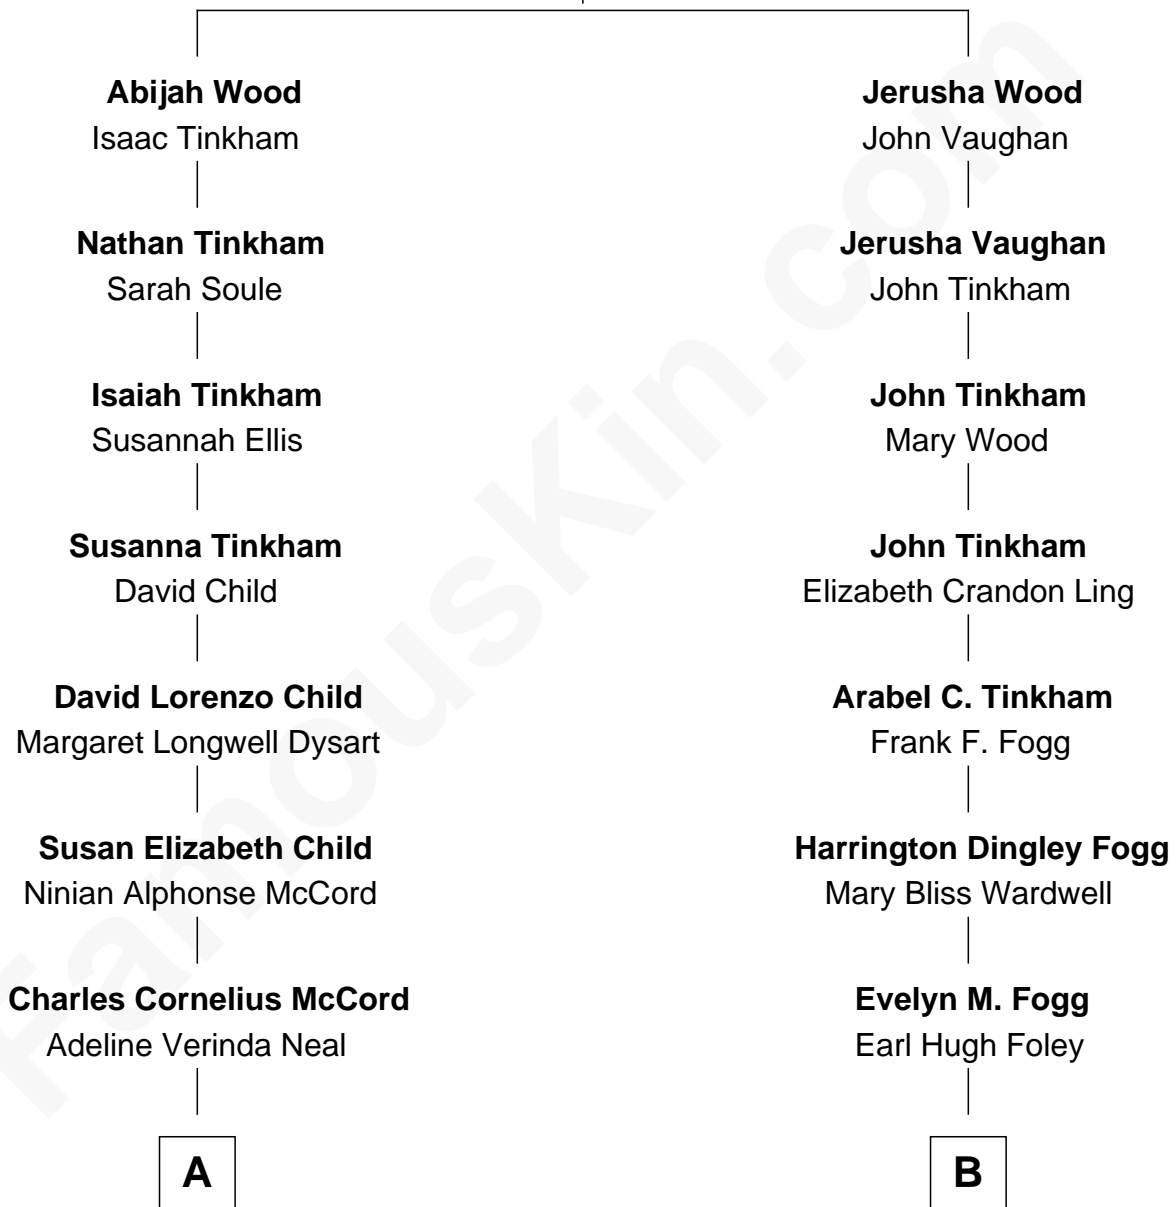 Abijah Wood
Isaac Tinkham
Nathan Tinkham
Sarah Soule
Isaiah Tinkham
Susannah Ellis
Susanna Tinkham
David Child
David Lorenzo Child
Margaret Longwell Dysart
Susan Elizabeth Child
Ninian Alphonse McCord
Charles Cornelius McCord
Adeline Verinda Neal
A
Jerusha Wood
John Vaughan
Jerusha Vaughan
John Tinkham
John Tinkham
Mary Wood
John Tinkham
Elizabeth Crandon Ling
Arabel C. Tinkham
Frank F. Fogg
Harrington Dingley Fogg
Mary Bliss Wardwell
Evelyn M. Fogg
Earl Hugh Foley
B
FamousKin.com